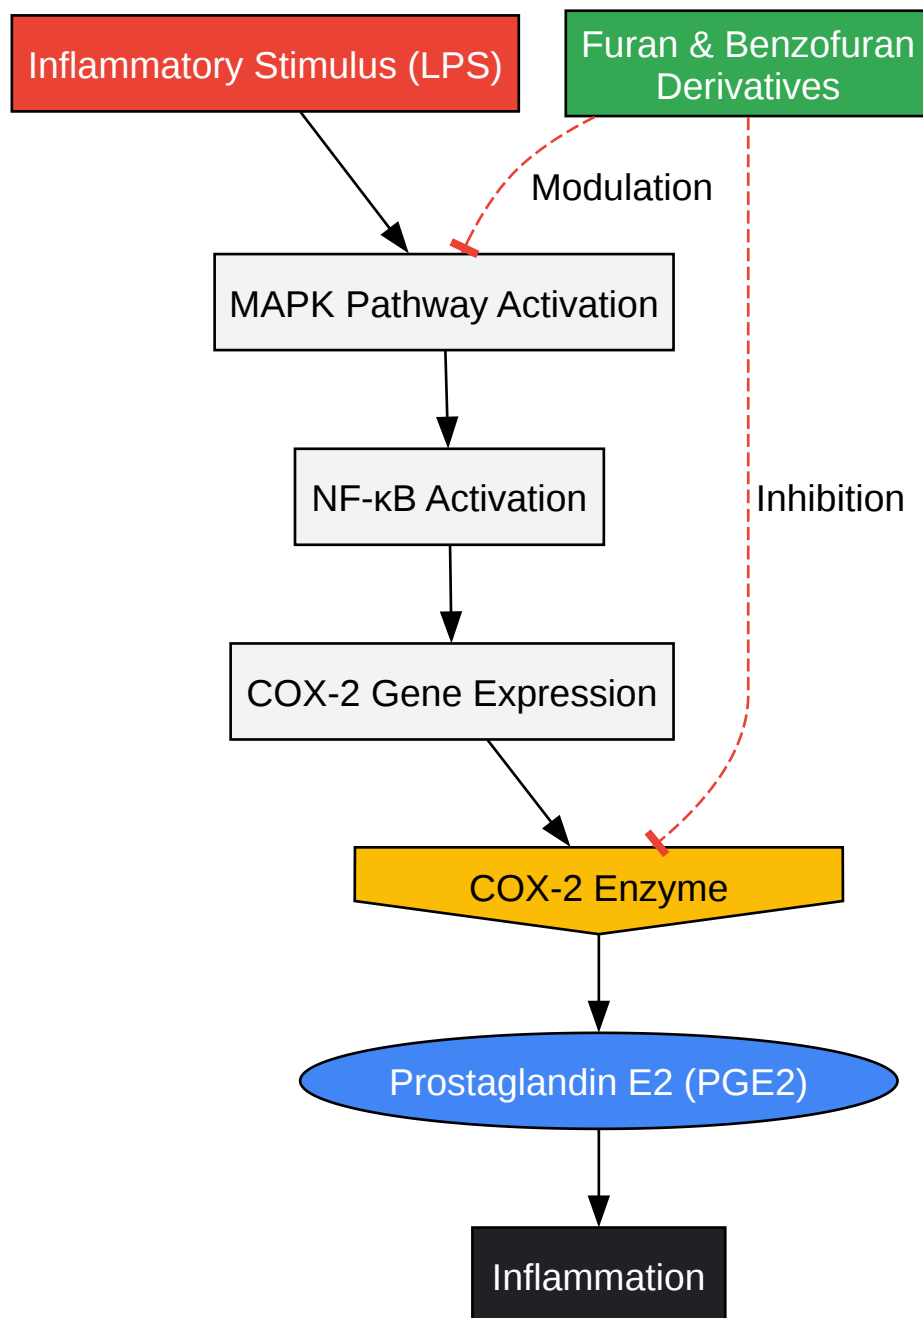 Inflammatory Stimulus (LPS)
Furan & Benzofuran
Derivatives
Modulation
MAPK Pathway Activation
NF-κB Activation
Inhibition
COX-2 Gene Expression
COX-2 Enzyme
Prostaglandin E2 (PGE2)
Inflammation